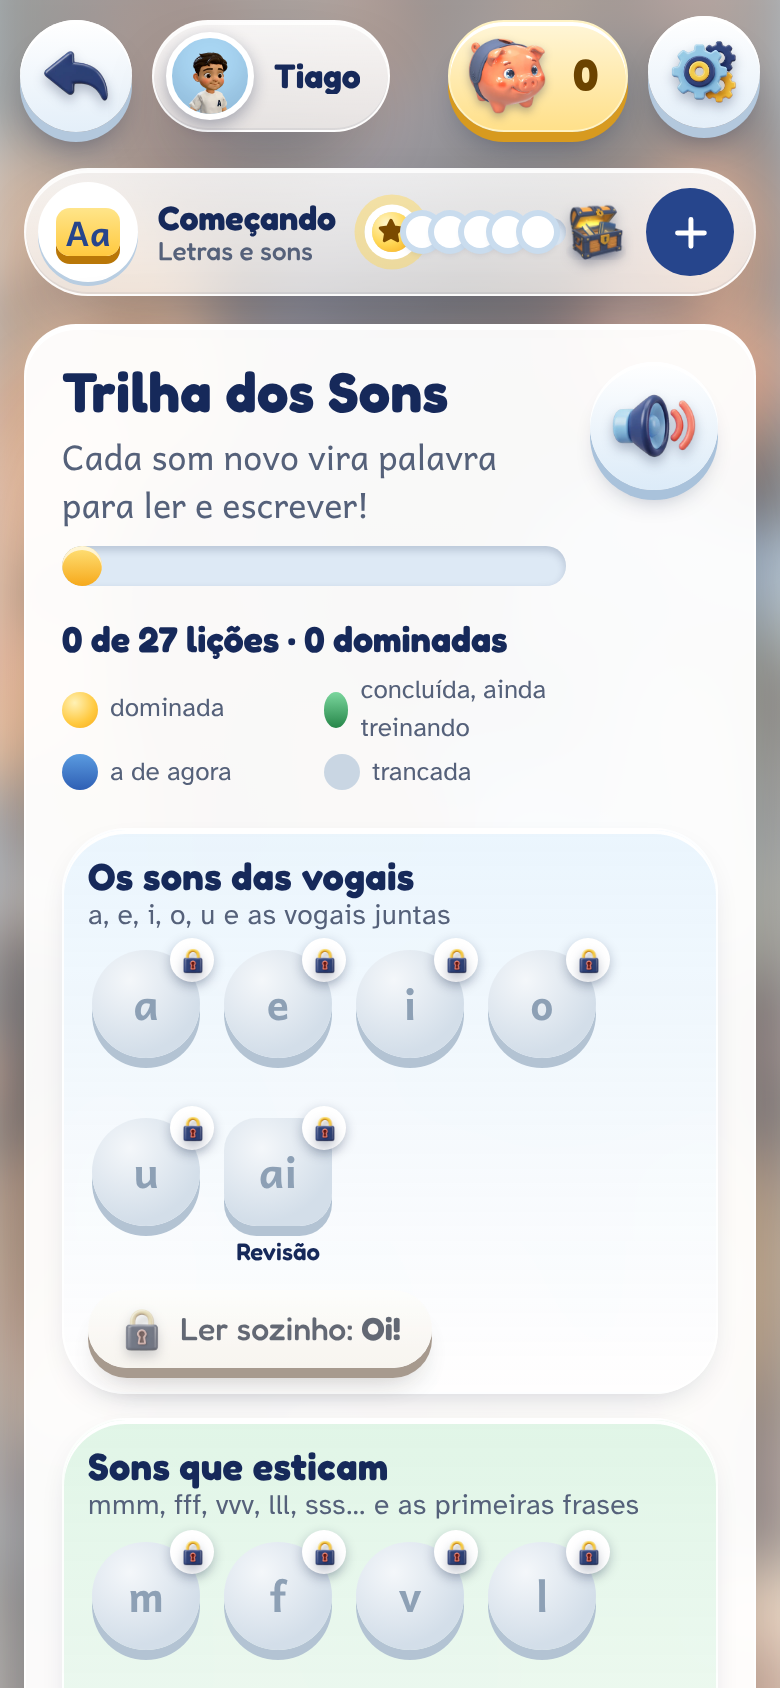 Tiago
0
Aa
Começando
Letras e sons
Trilha dos Sons
Cada som novo vira palavra
para ler e escrever!
0 de 27 lições · 0 dominadas
dominada
concluída, ainda
treinando
a de agora
trancada
Os sons das vogais
a, e, i, o, u e as vogais juntas
a e i o
u ai
Revisão
Ler sozinho: Oi!
Sons que esticam
mmm, fff, vvv, lll, sss... e as primeiras frases
m f v l